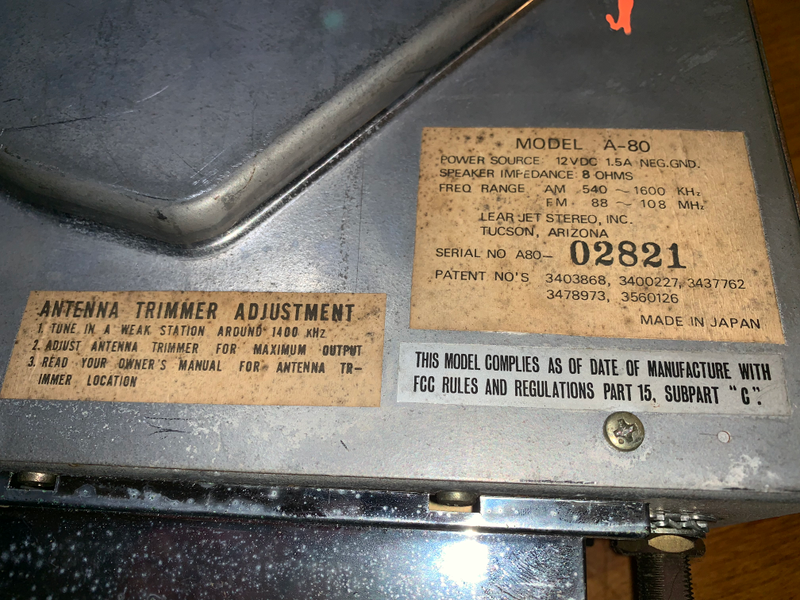 MODEL A-80
POWER SOURCE 12VDC 1.5A NEG.GND.
SPEAKER IMPEDANCE 8 OHMS
FREQ RANGE AM 540 ~ 1600 KHz
FM 88 ~ 108 MHz
LEAR JET STEREO, INC.
TUCSON, ARIZONA
SERIAL NO A80- 02821
PATENT NO'S 3403868, 3400227, 3437762
3478973, 3560126
MADE IN JAPAN
ANTENNA TRIMMER ADJUSTMENT
1. TUNE IN A WEAK STATION AROUND 1400 KHz
2. ADJUST ANTENNA TRIMMER FOR MAXIMUM OUTPUT
3. READ YOUR OWNER'S MANUAL FOR ANTENNA TR-
IMMER LOCATION
THIS MODEL COMPLIES AS OF DATE OF MANUFACTURE WITH
FCC RULES AND REGULATIONS PART 15, SUBPART "C".